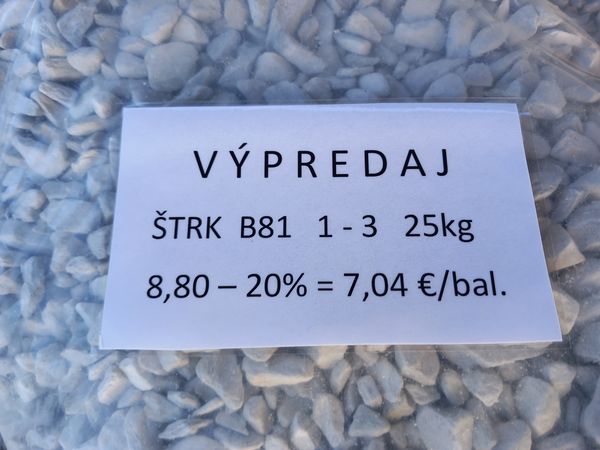 VÝPREDAJ
ŠTRK B81 1 - 3 25kg
8,80 – 20% = 7,04 €/bal.